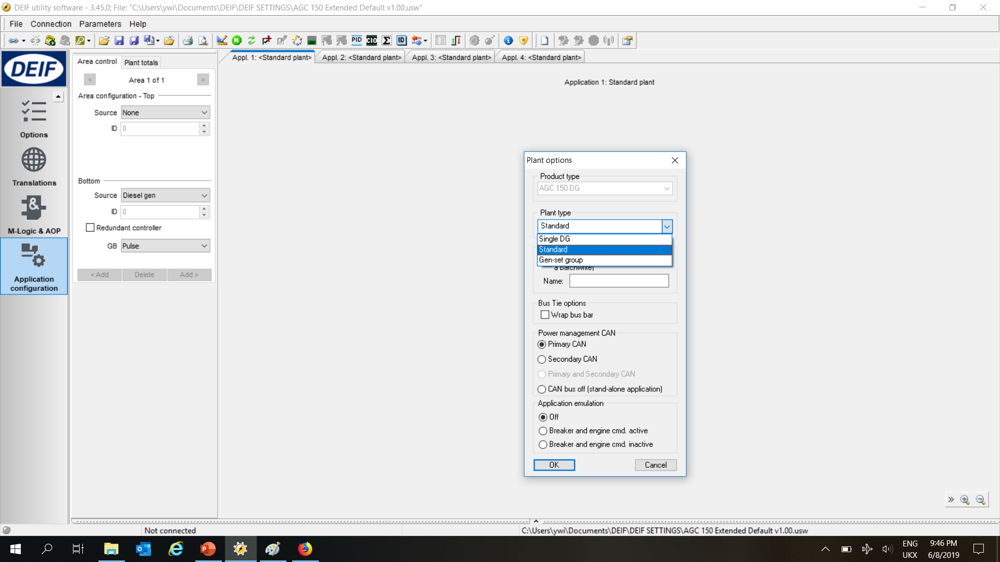 DEIF utility software - 3.45.0; File: "C:\Users\ywi\Documents\DEIF\DEIF SETTINGS\AGC 150 Extended Default v1.00.usw"
File Connection Parameters Help
PID CIO Σ ID
DEIF
Options
Translations
&
M-Logic & AOP
Application
configuration
Area control Plant totals
< Area 1 of 1 >
Area configuration - Top
Source None
ID 0
Bottom
Source Diesel gen
ID 0
Redundant controller
GB Pulse
< Add Delete Add >
Appl. 1: <Standard plant> Appl. 2: <Standard plant> Appl. 3: <Standard plant> Appl. 4: <Standard plant>
Application 1: Standard plant
Plant options
Product type
AGC 150 DG
Plant type
Standard
Single DG
Standard
Gen-set group
a batchwrite)
Name:
Bus Tie options
Wrap bus bar
Power management CAN
Primary CAN
Secondary CAN
Primary and Secondary CAN
CAN bus off (stand-alone application)
Application emulation
Off
Breaker and engine cmd. active
Breaker and engine cmd. inactive
OK Cancel
Not connected
C:\Users\ywi\Documents\DEIF\DEIF SETTINGS\AGC 150 Extended Default v1.00.usw
ENG
UKX
9:46 PM
6/8/2019